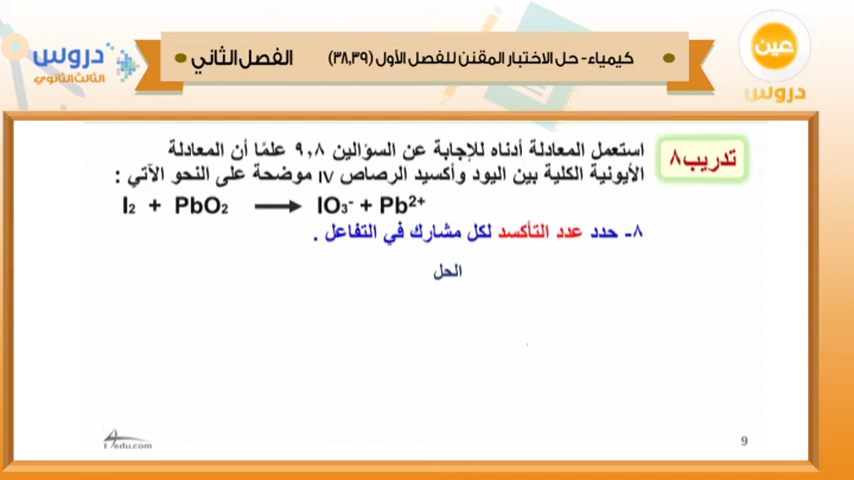 دروس
الثالث الثانوي
كيمياء- حل الاختبار المقنن للفصل الأول (٣٨,٣٩) الفصل الثاني
عين
دروس
تدريب٨
استعمل المعادلة أدناه للإجابة عن السؤالين ٩,٨ علمًا أن المعادلة
الأيونية الكلية بين اليود وأكسيد الرصاص IV موضحة على النحو الآتي :
I₂ + PbO₂ ⟶ IO₃⁻ + Pb²⁺
٨- حدد عدد التأكسد لكل مشارك في التفاعل .
الحل
t4edu.com
9